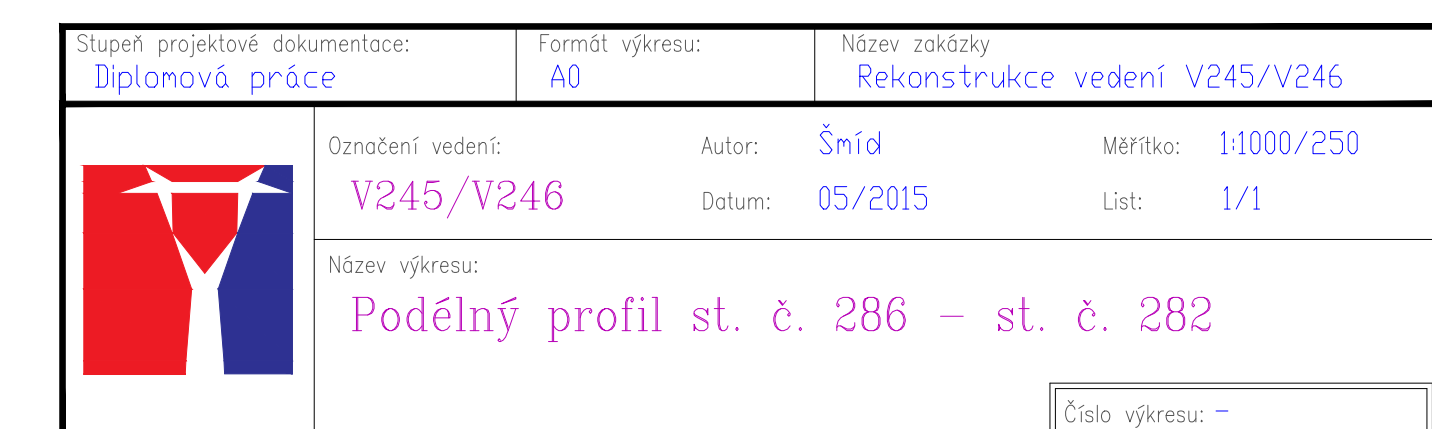 Stupeň projektové dokumentace: Formát výkresu: Název zakázky
Diplomová práce A0 Rekonstrukce vedení V245/V246
Označení vedení: Autor: Šmíd Měřítko: 1:1000/250
V245/V246 Datum: 05/2015 List: 1/1
Název výkresu:
Podélný profil st. č. 286 – st. č. 282
Číslo výkresu: –